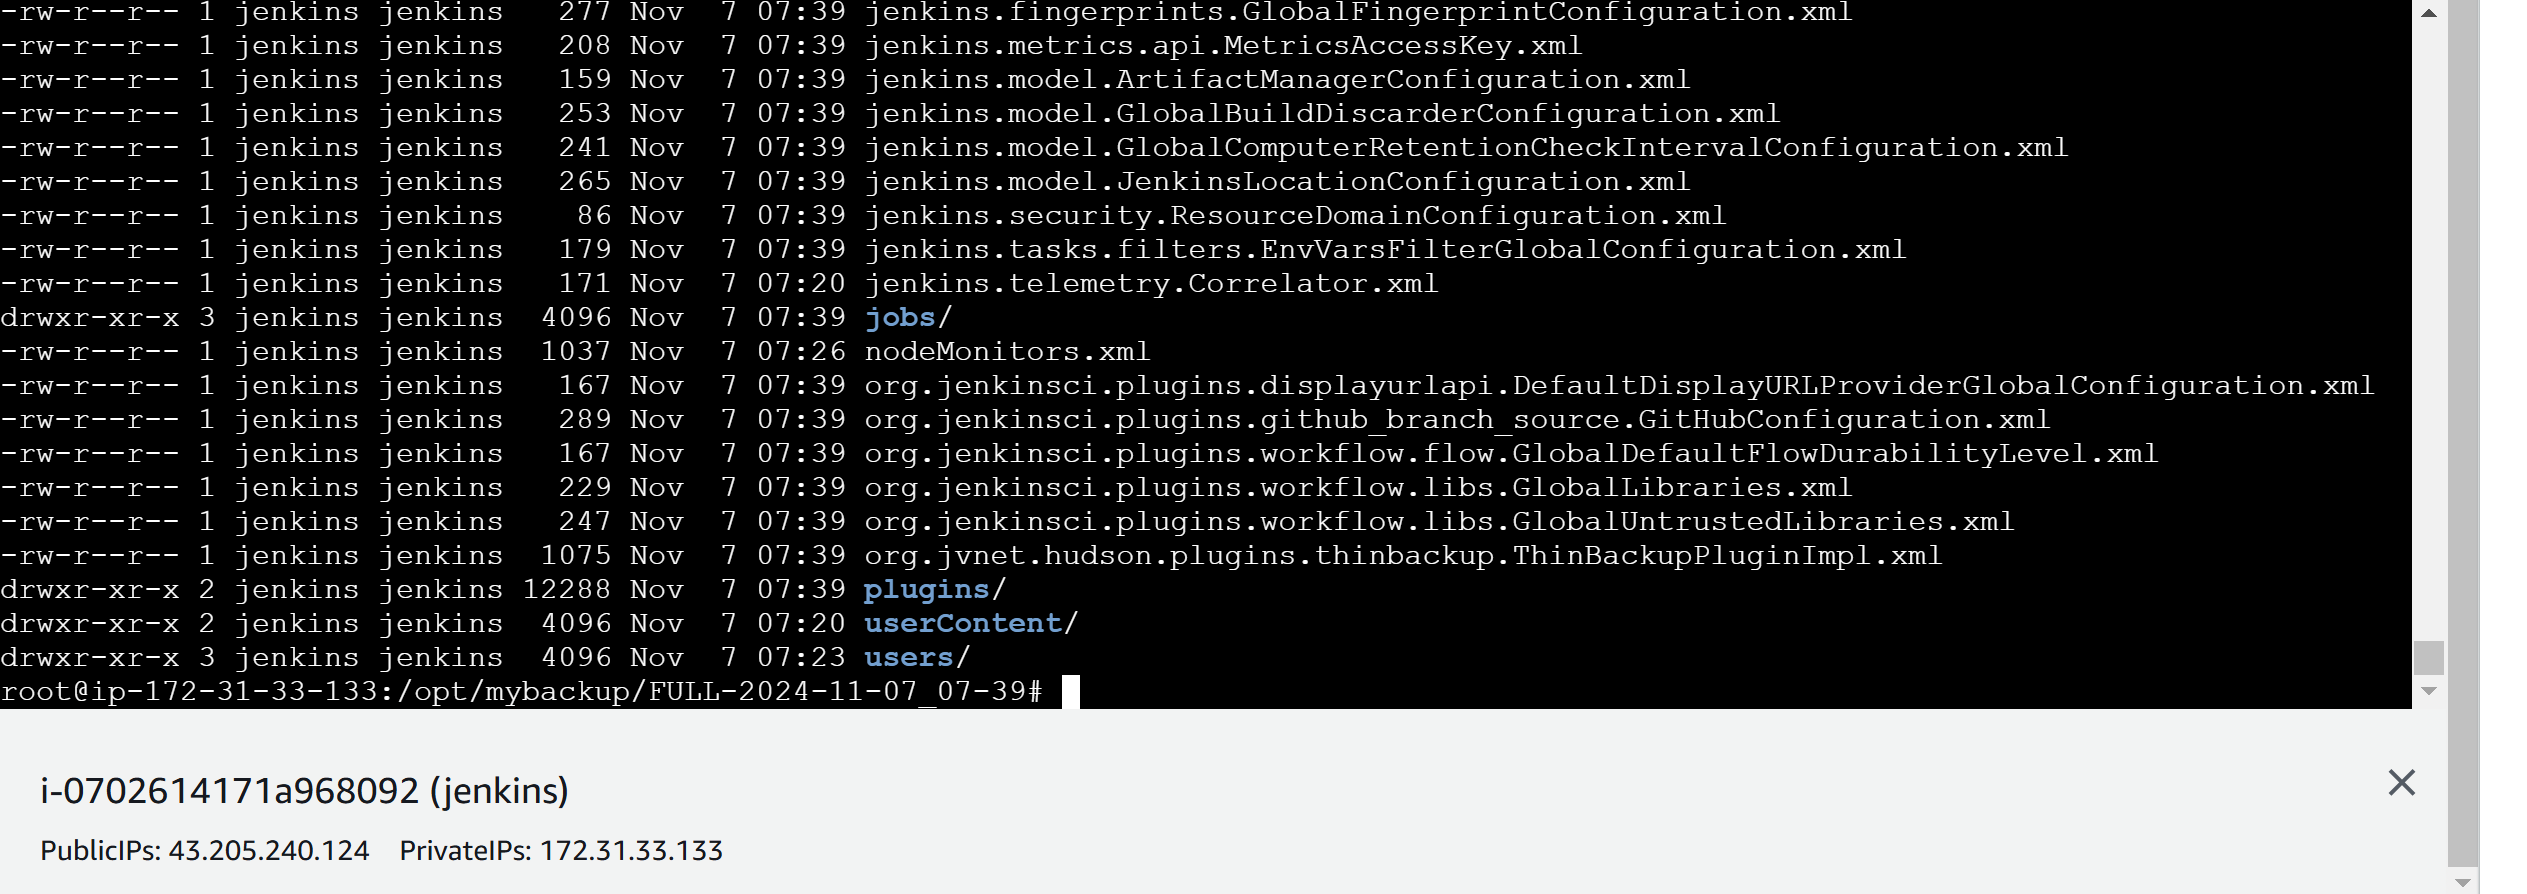 -rw-r--r-- 1 jenkins jenkins   277 Nov  7 07:39 jenkins.fingerprints.GlobalFingerprintConfiguration.xml
-rw-r--r-- 1 jenkins jenkins   208 Nov  7 07:39 jenkins.metrics.api.MetricsAccessKey.xml
-rw-r--r-- 1 jenkins jenkins   159 Nov  7 07:39 jenkins.model.ArtifactManagerConfiguration.xml
-rw-r--r-- 1 jenkins jenkins   253 Nov  7 07:39 jenkins.model.GlobalBuildDiscarderConfiguration.xml
-rw-r--r-- 1 jenkins jenkins   241 Nov  7 07:39 jenkins.model.GlobalComputerRetentionCheckIntervalConfiguration.xml
-rw-r--r-- 1 jenkins jenkins   265 Nov  7 07:39 jenkins.model.JenkinsLocationConfiguration.xml
-rw-r--r-- 1 jenkins jenkins    86 Nov  7 07:39 jenkins.security.ResourceDomainConfiguration.xml
-rw-r--r-- 1 jenkins jenkins   179 Nov  7 07:39 jenkins.tasks.filters.EnvVarsFilterGlobalConfiguration.xml
-rw-r--r-- 1 jenkins jenkins   171 Nov  7 07:20 jenkins.telemetry.Correlator.xml
drwxr-xr-x 3 jenkins jenkins  4096 Nov  7 07:39 jobs/
-rw-r--r-- 1 jenkins jenkins  1037 Nov  7 07:26 nodeMonitors.xml
-rw-r--r-- 1 jenkins jenkins   167 Nov  7 07:39 org.jenkinsci.plugins.displayurlapi.DefaultDisplayURLProviderGlobalConfiguration.xml
-rw-r--r-- 1 jenkins jenkins   289 Nov  7 07:39 org.jenkinsci.plugins.github_branch_source.GitHubConfiguration.xml
-rw-r--r-- 1 jenkins jenkins   167 Nov  7 07:39 org.jenkinsci.plugins.workflow.flow.GlobalDefaultFlowDurabilityLevel.xml
-rw-r--r-- 1 jenkins jenkins   229 Nov  7 07:39 org.jenkinsci.plugins.workflow.libs.GlobalLibraries.xml
-rw-r--r-- 1 jenkins jenkins   247 Nov  7 07:39 org.jenkinsci.plugins.workflow.libs.GlobalUntrustedLibraries.xml
-rw-r--r-- 1 jenkins jenkins  1075 Nov  7 07:39 org.jvnet.hudson.plugins.thinbackup.ThinBackupPluginImpl.xml
drwxr-xr-x 2 jenkins jenkins 12288 Nov  7 07:39 plugins/
drwxr-xr-x 2 jenkins jenkins  4096 Nov  7 07:20 userContent/
drwxr-xr-x 3 jenkins jenkins  4096 Nov  7 07:23 users/
root@ip-172-31-33-133:/opt/mybackup/FULL-2024-11-07_07-39#
i-0702614171a968092 (jenkins)
PublicIPs: 43.205.240.124    PrivateIPs: 172.31.33.133